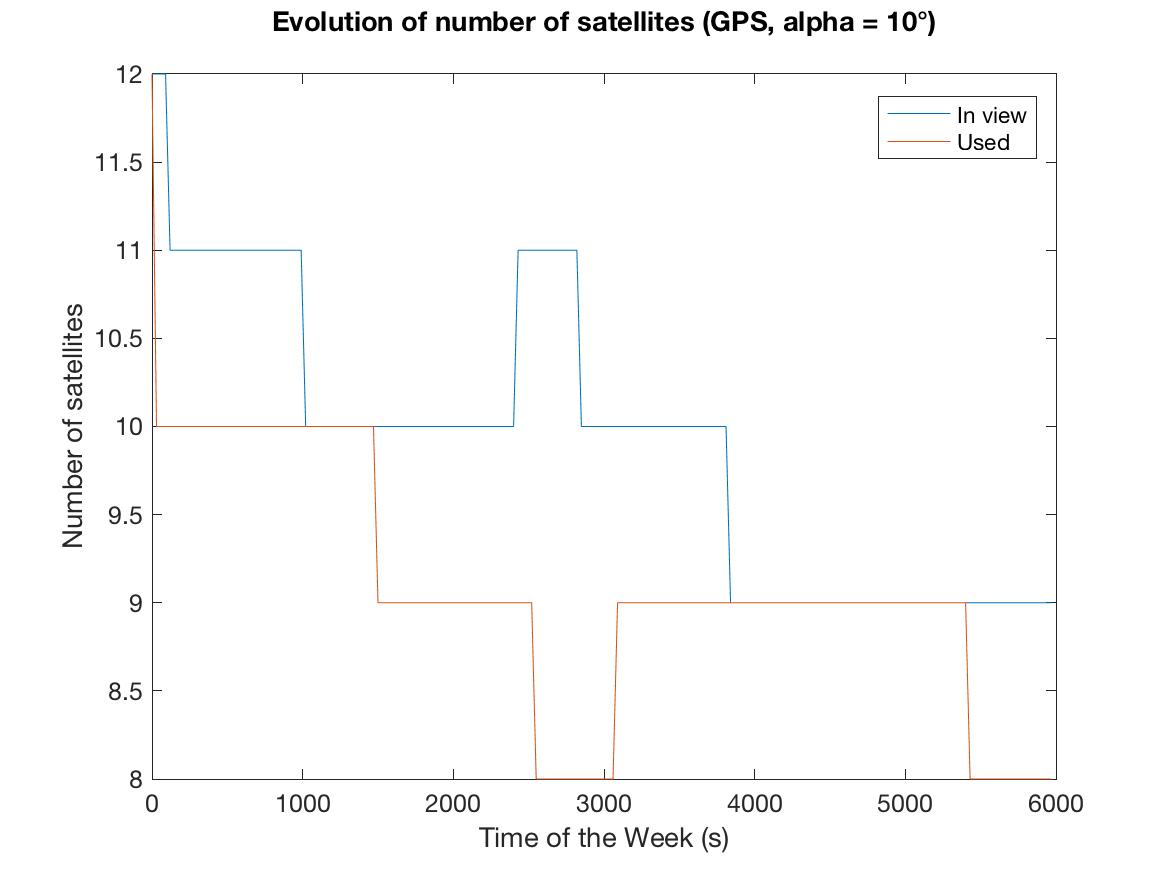 Evolution of number of satellites (GPS, alpha = 10°)
12
11.5
11
10.5
10
9.5
9
8.5
8
Number of satellites
In view
Used
0 1000 2000 3000 4000 5000 6000
Time of the Week (s)